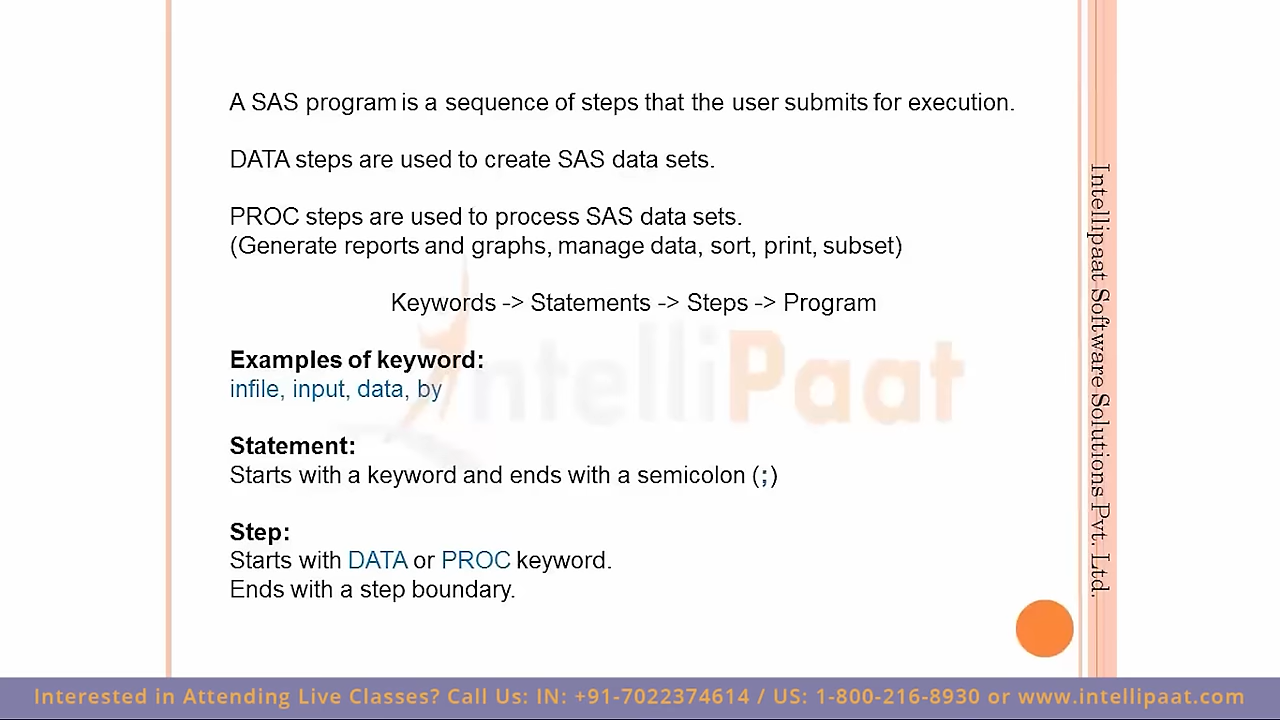 A SAS program is a sequence of steps that the user submits for execution.
DATA steps are used to create SAS data sets.
PROC steps are used to process SAS data sets.
(Generate reports and graphs, manage data, sort, print, subset)
Keywords -> Statements -> Steps -> Program
Examples of keyword:
infile, input, data, by
Statement:
Starts with a keyword and ends with a semicolon (;)
Step:
Starts with DATA or PROC keyword.
Ends with a step boundary.
IntelliPaat
Intellipaat Software Solutions Pvt. Ltd.
Interested in Attending Live Classes? Call Us: IN: +91-7022374614 / US: 1-800-216-8930 or www.intellipaat.com